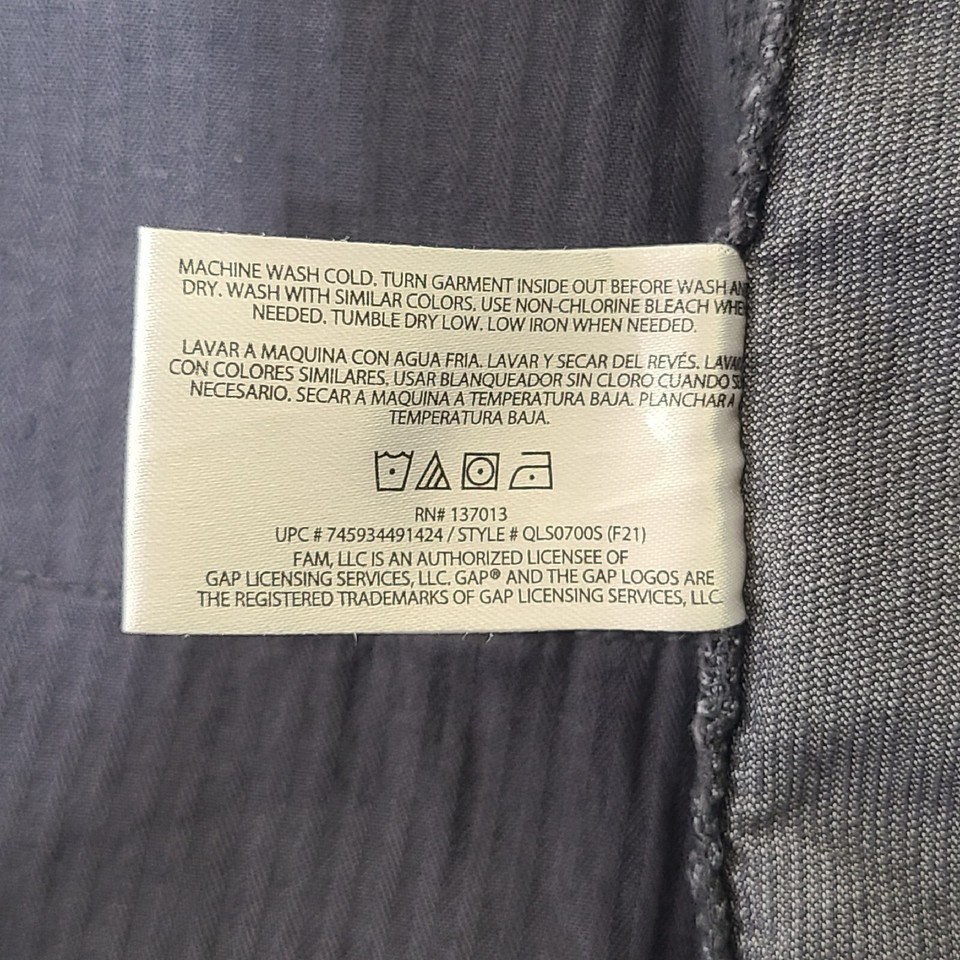 MACHINE WASH COLD. TURN GARMENT INSIDE OUT BEFORE WASH
DRY. WASH WITH SIMILAR COLORS. USE NON-CHLORINE BLEACH
NEEDED. TUMBLE DRY LOW. LOW IRON WHEN NEEDED.
LAVAR A MAQUINA CON AGUA FRIA. LAVAR Y SECAR DEL REVÉS.
CON COLORES SIMILARES. USAR BLANQUEADOR SIN CLORO CUANDO
NECESARIO. SECAR A MAQUINA A TEMPERATURA BAJA. PLANCHAR A
TEMPERATURA BAJA.
RN# 137013
UPC # 745934491424 / STYLE # QLS0700S (F21)
FAM, LLC IS AN AUTHORIZED LICENSEE OF
GAP LICENSING SERVICES, LLC. GAP® AND THE GAP LOGOS ARE
THE REGISTERED TRADEMARKS OF GAP LICENSING SERVICES, LLC.